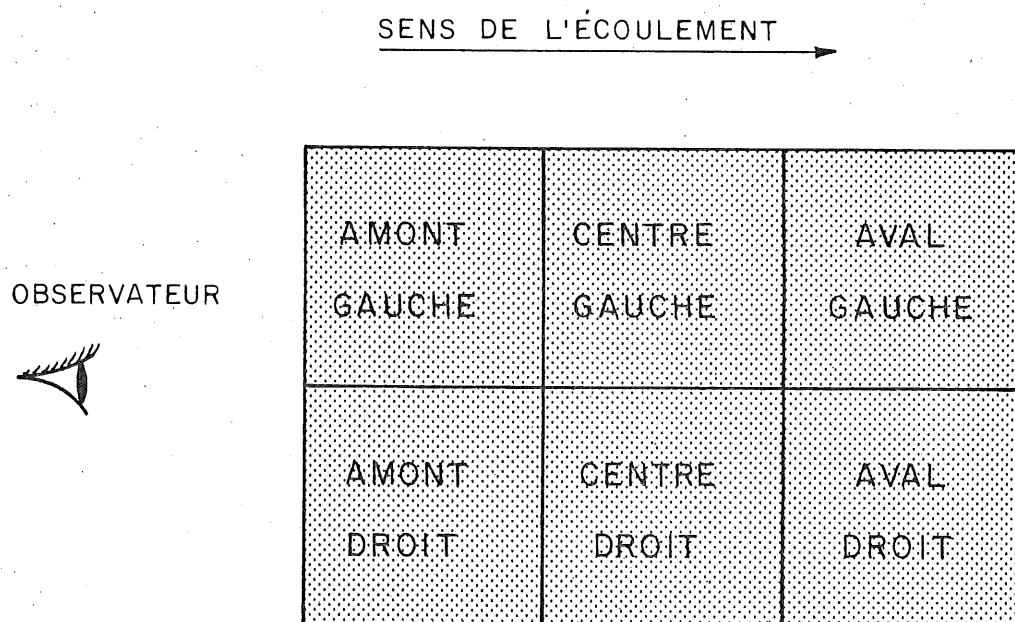 SENS DE L'ÉCOULEMENT
OBSERVATEUR
AMONT
GAUCHE
CENTRE
GAUCHE
AVAL
GAUCHE
AMONT
DROIT
CENTRE
DROIT
AVAL
DROIT